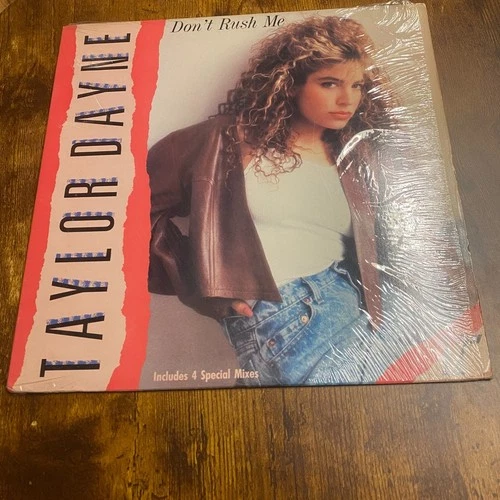 Don't Rush Me
TAYLOR DAYNE
Includes 4 Special Mixes